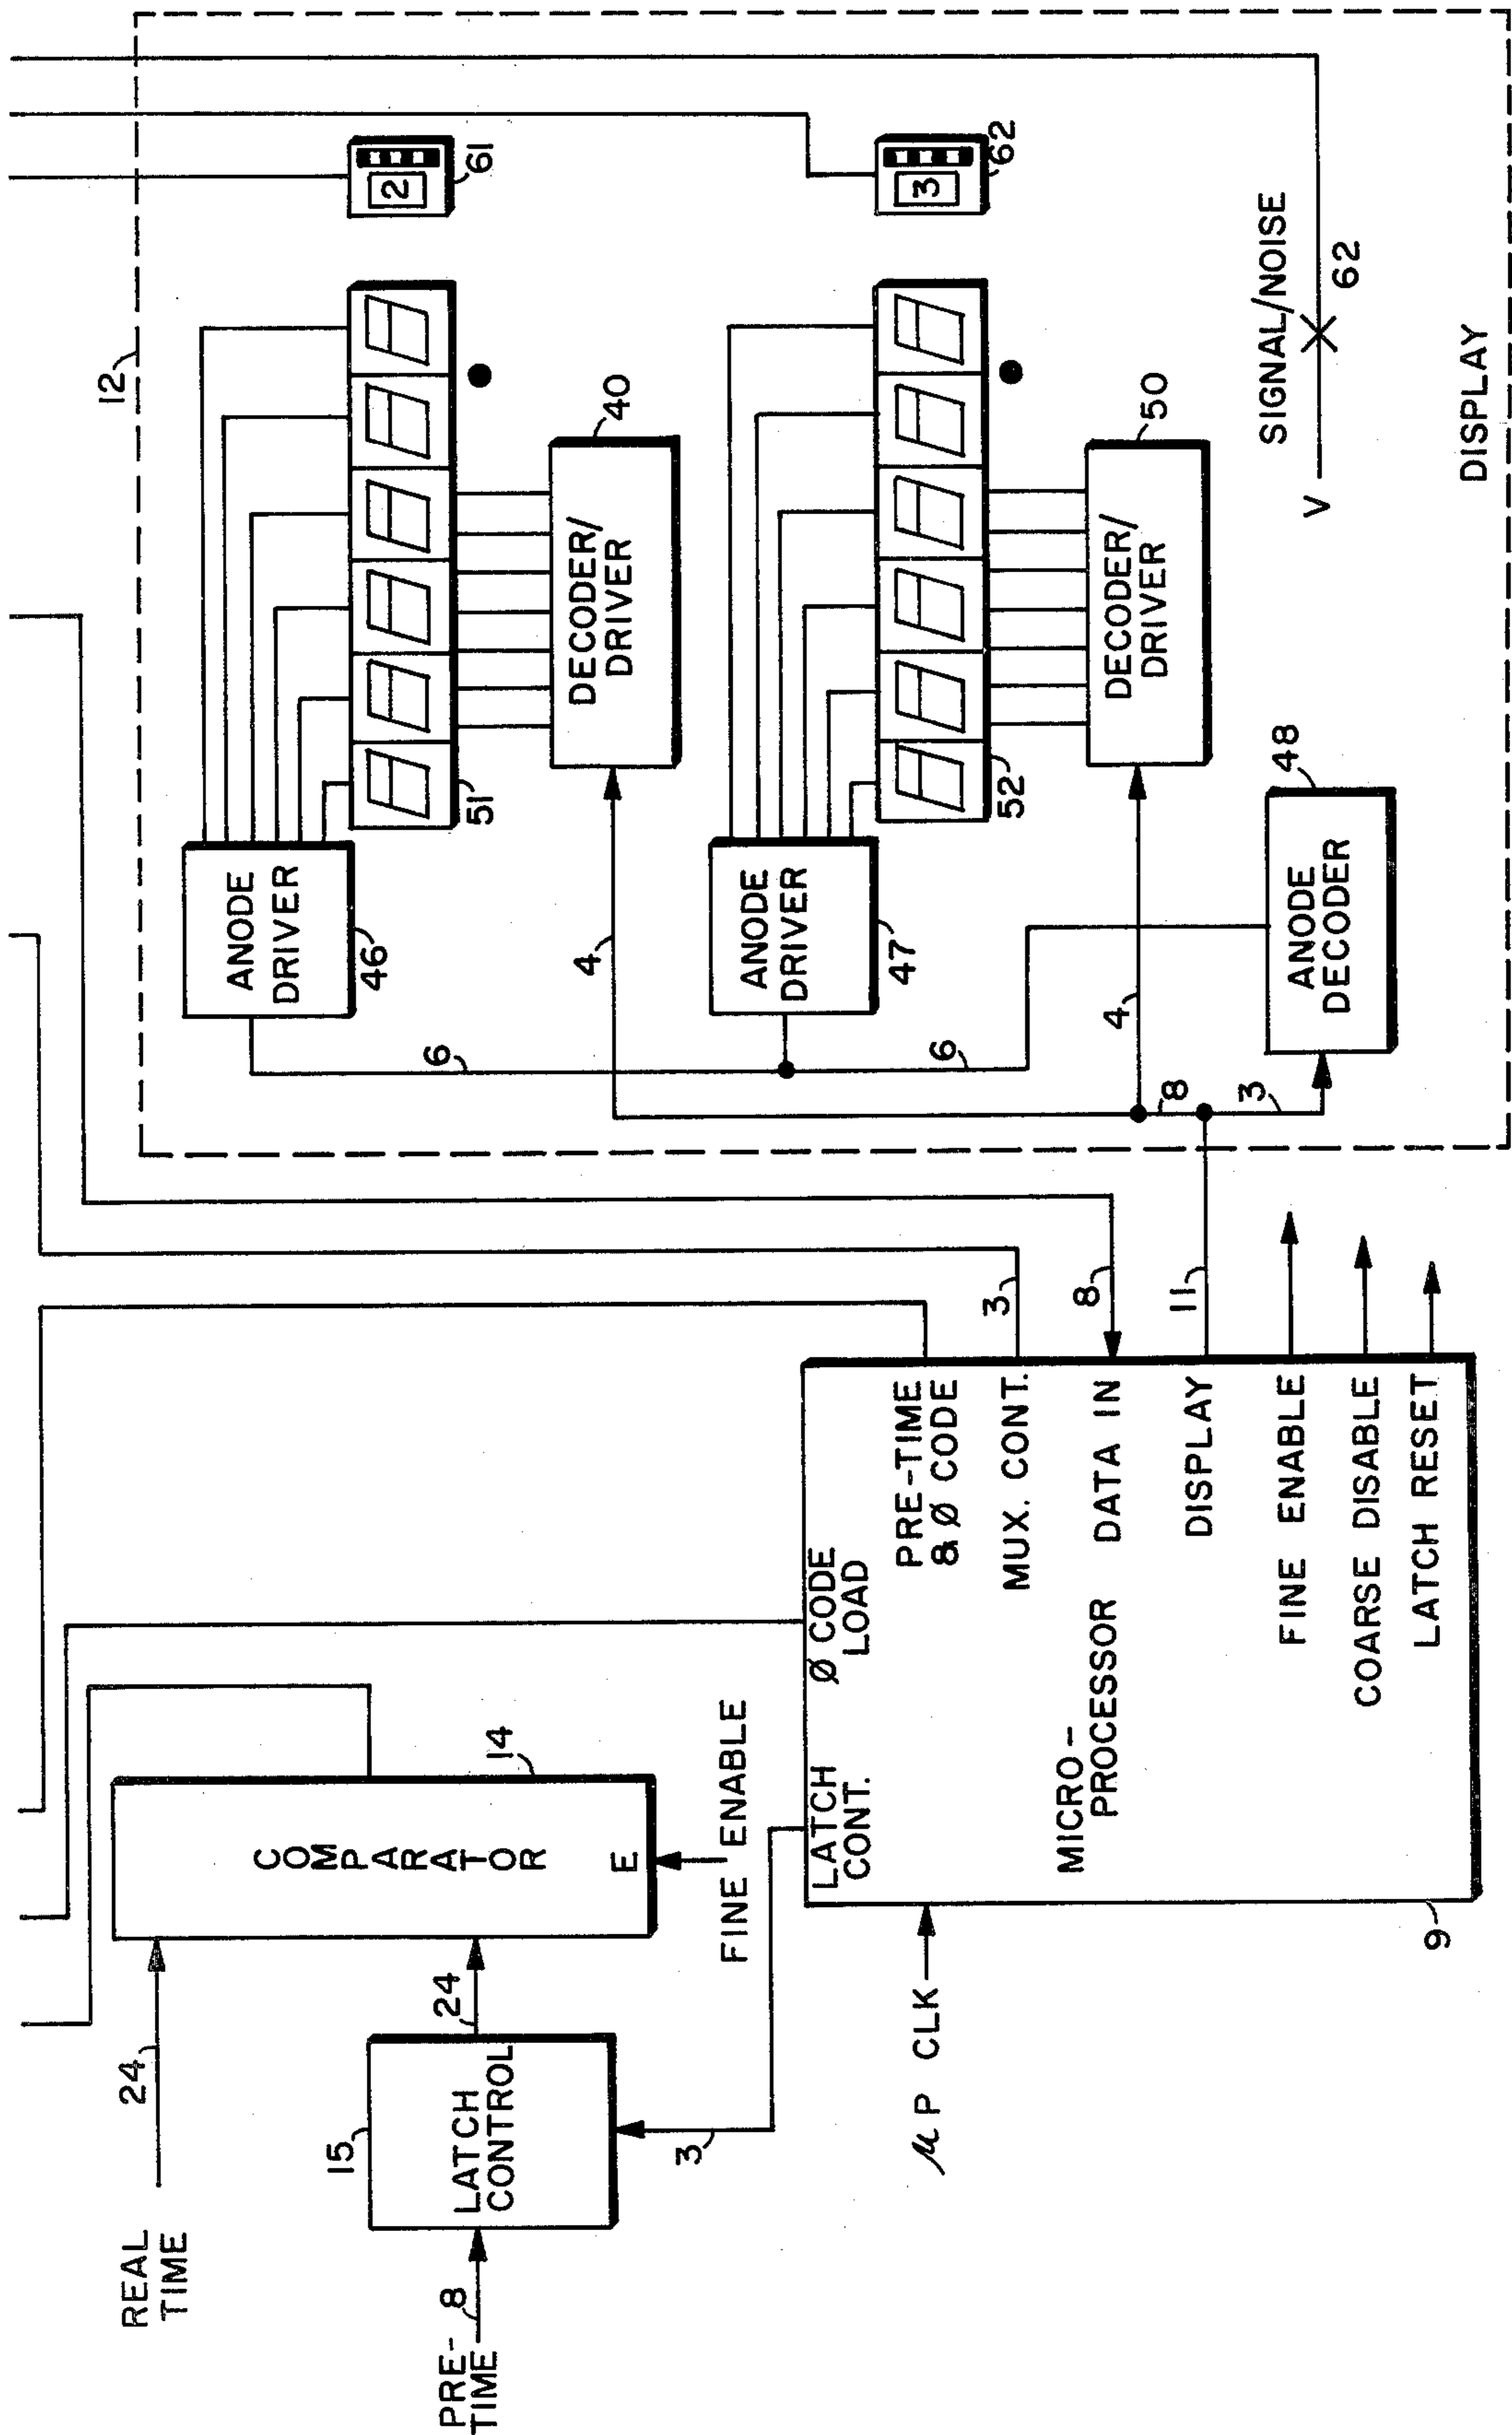 REAL
TIME
24
PRE-
TIME
8
15
LATCH
CONTROL
24
3
COMPARATOR
E
14
FINE ENABLE
μP CLK
LATCH
CONT.
Ø CODE
LOAD
MICRO-
PROCESSOR
PRE-TIME
& Ø CODE
MUX. CONT.
DATA IN
DISPLAY
FINE ENABLE
COARSE DISABLE
LATCH RESET
9
3
8
11
12
ANODE
DRIVER
46
6
4
51
DECODER/
DRIVER
40
2
61
ANODE
DRIVER
47
6
4
8
3
52
DECODER/
DRIVER
50
3
62
ANODE
DECODER
48
V
SIGNAL/NOISE
62
DISPLAY